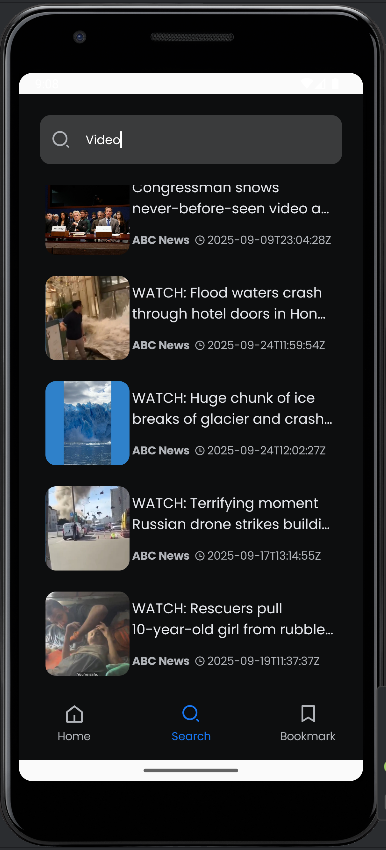 Video
Congressman shows
never-before-seen video a...
ABC News 2025-09-09T23:04:28Z
WATCH: Flood waters crash
through hotel doors in Hon...
ABC News 2025-09-24T11:59:54Z
WATCH: Huge chunk of ice
breaks of glacier and crash...
ABC News 2025-09-24T12:02:27Z
WATCH: Terrifying moment
Russian drone strikes buildi...
ABC News 2025-09-17T13:14:55Z
WATCH: Rescuers pull
10-year-old girl from rubble...
ABC News 2025-09-19T11:37:37Z
Home Search Bookmark